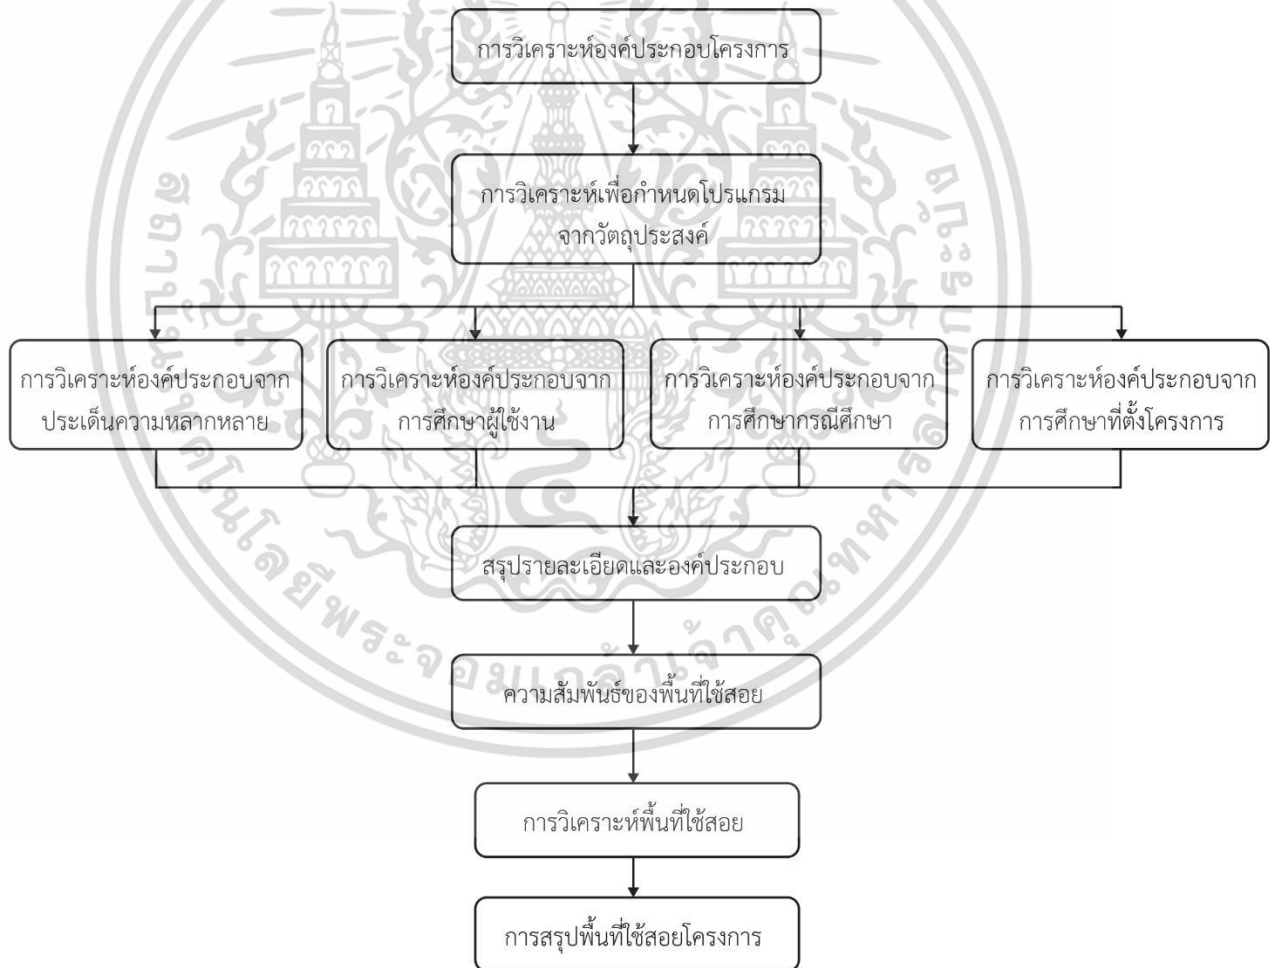 การวิเคราะห์องค์ประกอบโครงการ
การวิเคราะห์เพื่อกำหนดโปรแกรม
จากวัตถุประสงค์
การวิเคราะห์องค์ประกอบจาก
ประเด็นความหลากหลาย
การวิเคราะห์องค์ประกอบจาก
การศึกษาผู้ใช้งาน
การวิเคราะห์องค์ประกอบจาก
การศึกษากรณีศึกษา
การวิเคราะห์องค์ประกอบจาก
การศึกษาที่ตั้งโครงการ
สรุปรายละเอียดและองค์ประกอบ
ความสัมพันธ์ของพื้นที่ใช้สอย
การวิเคราะห์พื้นที่ใช้สอย
การสรุปพื้นที่ใช้สอยโครงการ